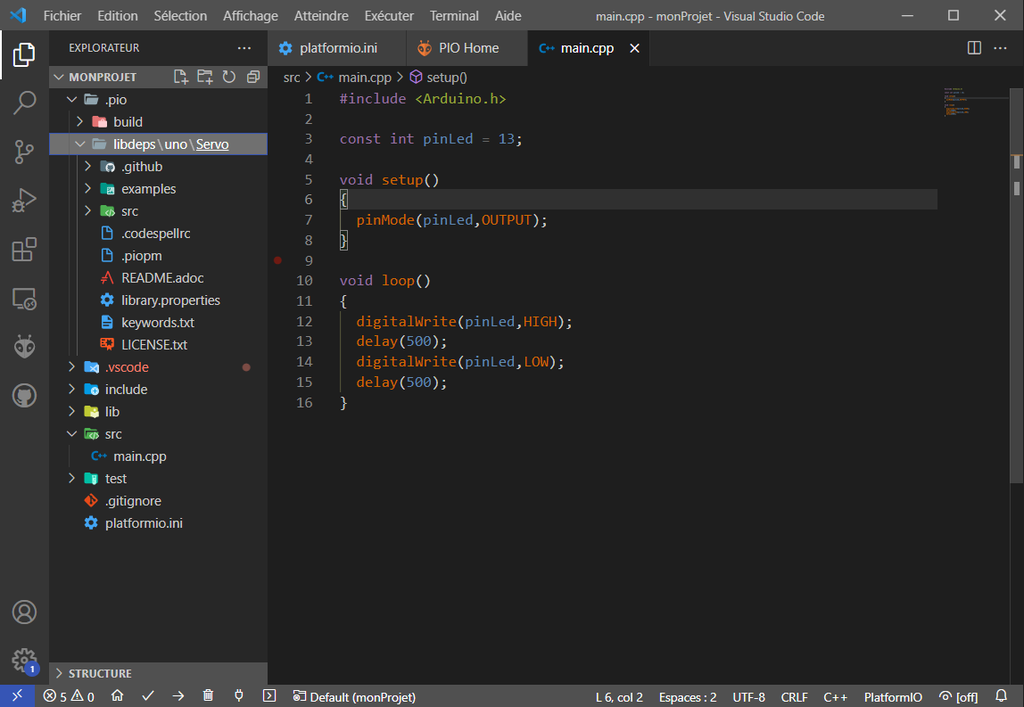 Fichier Edition Sélection Affichage Atteindre Exécuter Terminal Aide main.cpp - monProjet - Visual Studio Code
EXPLORATEUR
platformio.ini PIO Home main.cpp
MONPROJET
.pio
build
libdeps\uno\Servo
.github
examples
src
.codespellrc
.piopm
README.adoc
library.properties
keywords.txt
LICENSE.txt
.vscode
include
lib
src
main.cpp
test
.gitignore
platformio.ini
STRUCTURE
src > main.cpp > setup()
1 #include <Arduino.h>
2
3 const int pinLed = 13;
4
5 void setup()
6 {
7 pinMode(pinLed,OUTPUT);
8 }
9
10 void loop()
11 {
12 digitalWrite(pinLed,HIGH);
13 delay(500);
14 digitalWrite(pinLed,LOW);
15 delay(500);
16 }
1
5 0 Default (monProjet) L 6, col 2 Espaces : 2 UTF-8 CRLF C++ PlatformIO [off]